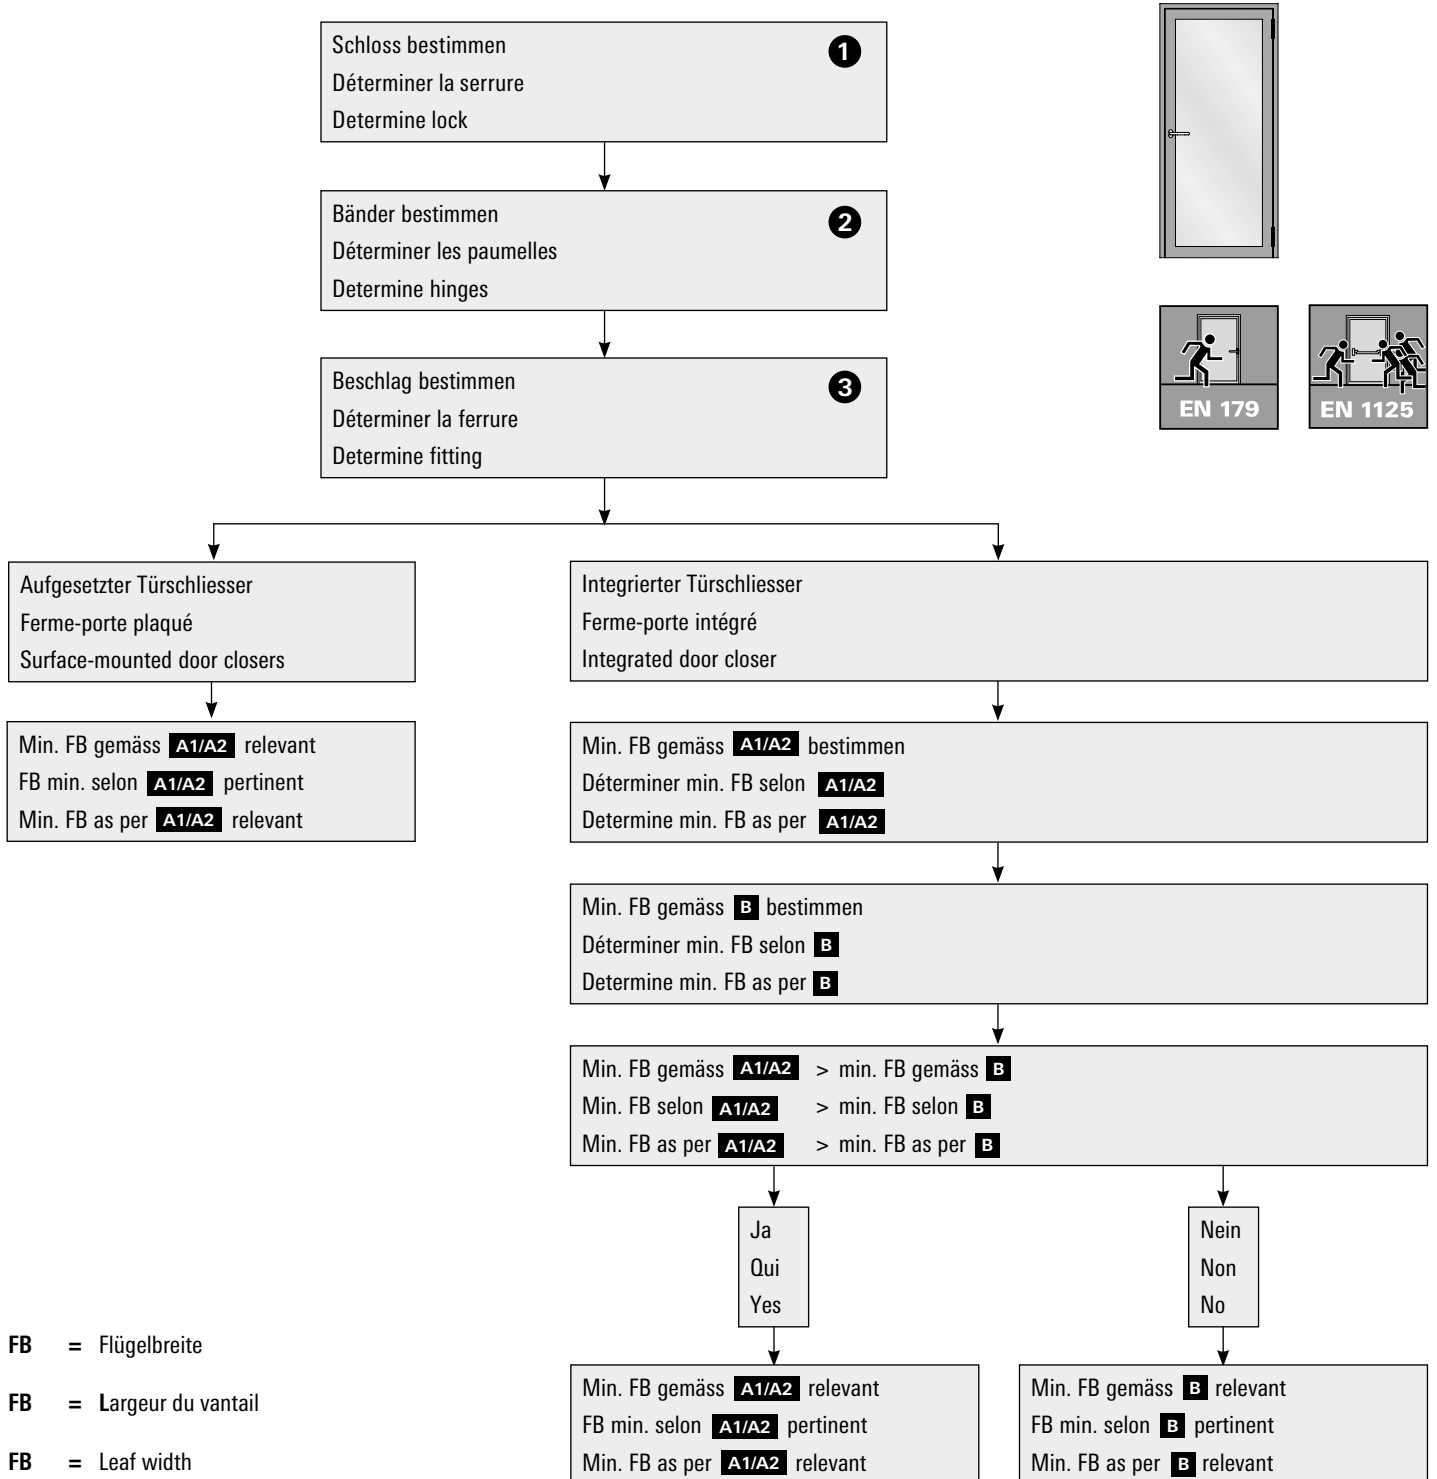 Schloss bestimmen
Déterminer la serrure
Determine lock
1
Bänder bestimmen
Déterminer les paumelles
Determine hinges
2
Beschlag bestimmen
Déterminer la ferrure
Determine fitting
3
EN 179
EN 1125
Aufgesetzter Türschliesser
Ferme-porte plaqué
Surface-mounted door closers
Integrierter Türschliesser
Ferme-porte intégré
Integrated door closer
Min. FB gemäss A1/A2 relevant
FB min. selon A1/A2 pertinent
Min. FB as per A1/A2 relevant
Min. FB gemäss A1/A2 bestimmen
Déterminer min. FB selon A1/A2
Determine min. FB as per A1/A2
Min. FB gemäss B bestimmen
Déterminer min. FB selon B
Determine min. FB as per B
Min. FB gemäss A1/A2 > min. FB gemäss B
Min. FB selon A1/A2 > min. FB selon B
Min. FB as per A1/A2 > min. FB as per B
Ja
Qui
Yes
Nein
Non
No
FB = Flügelbreite
FB = Largeur du vantail
FB = Leaf width
Min. FB gemäss A1/A2 relevant
FB min. selon A1/A2 pertinent
Min. FB as per A1/A2 relevant
Min. FB gemäss B relevant
FB min. selon B pertinent
Min. FB as per B relevant